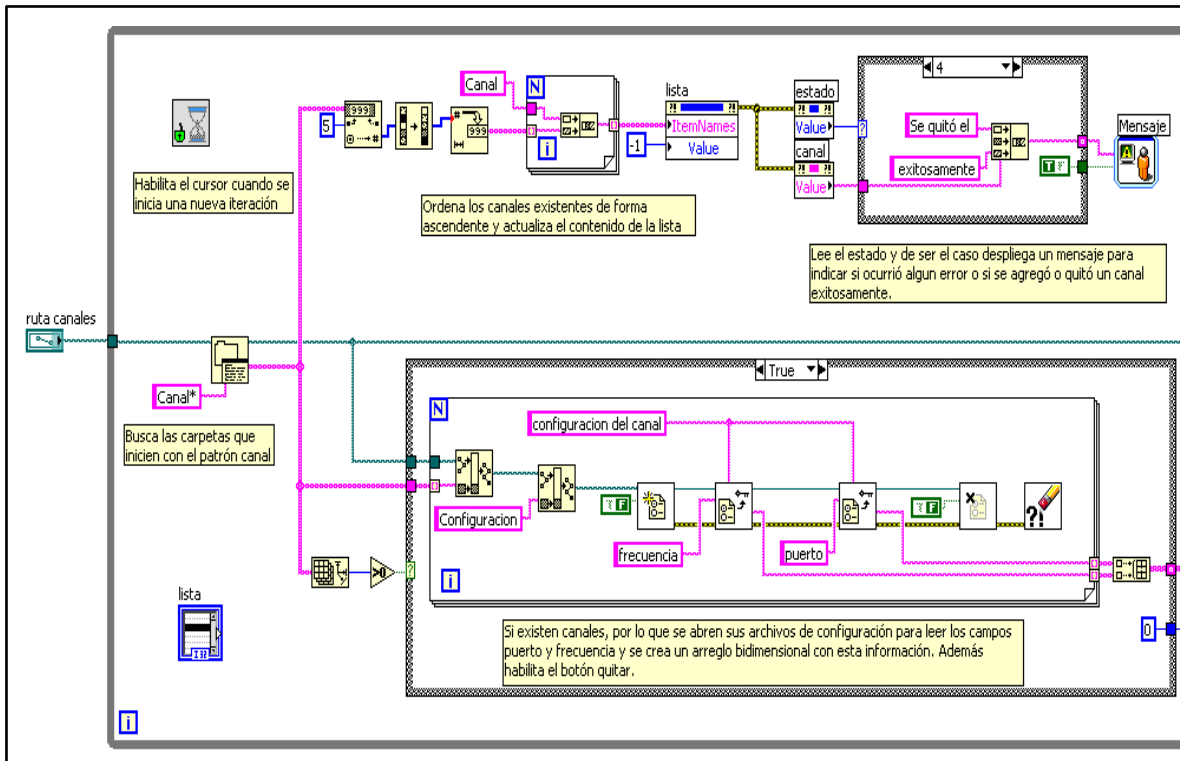 Canal
N
i
5
999
999
lista
ItemNames
Value
-1
estado
Value
canal
Value
4
Se quitó el
exitosamente
T
Mensaje
A
Habilita el cursor cuando se
inicia una nueva iteración
Ordena los canales existentes de forma
ascendente y actualiza el contenido de la lista
Lee el estado y de ser el caso despliega un mensaje para
indicar si ocurrió algun error o si se agregó o quitó un canal
exitosamente.
ruta canales
Canal*
Busca las carpetas que
inicien con el patrón canal
True
N
configuracion del canal
Configuracion
F
frecuencia
puerto
F
?!
i
>0
?
lista
I32
0
Si existen canales, por lo que se abren sus archivos de configuración para leer los campos
puerto y frecuencia y se crea un arreglo bidimensional con esta información. Además
habilita el botón quitar.
i